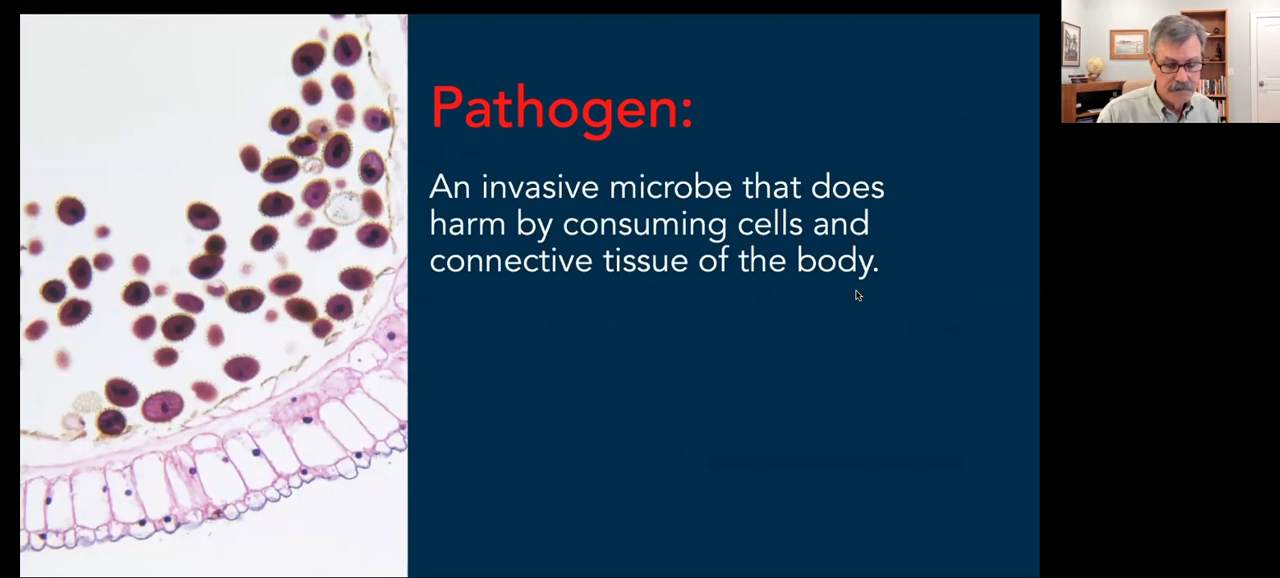 Pathogen:
An invasive microbe that does
harm by consuming cells and
connective tissue of the body.